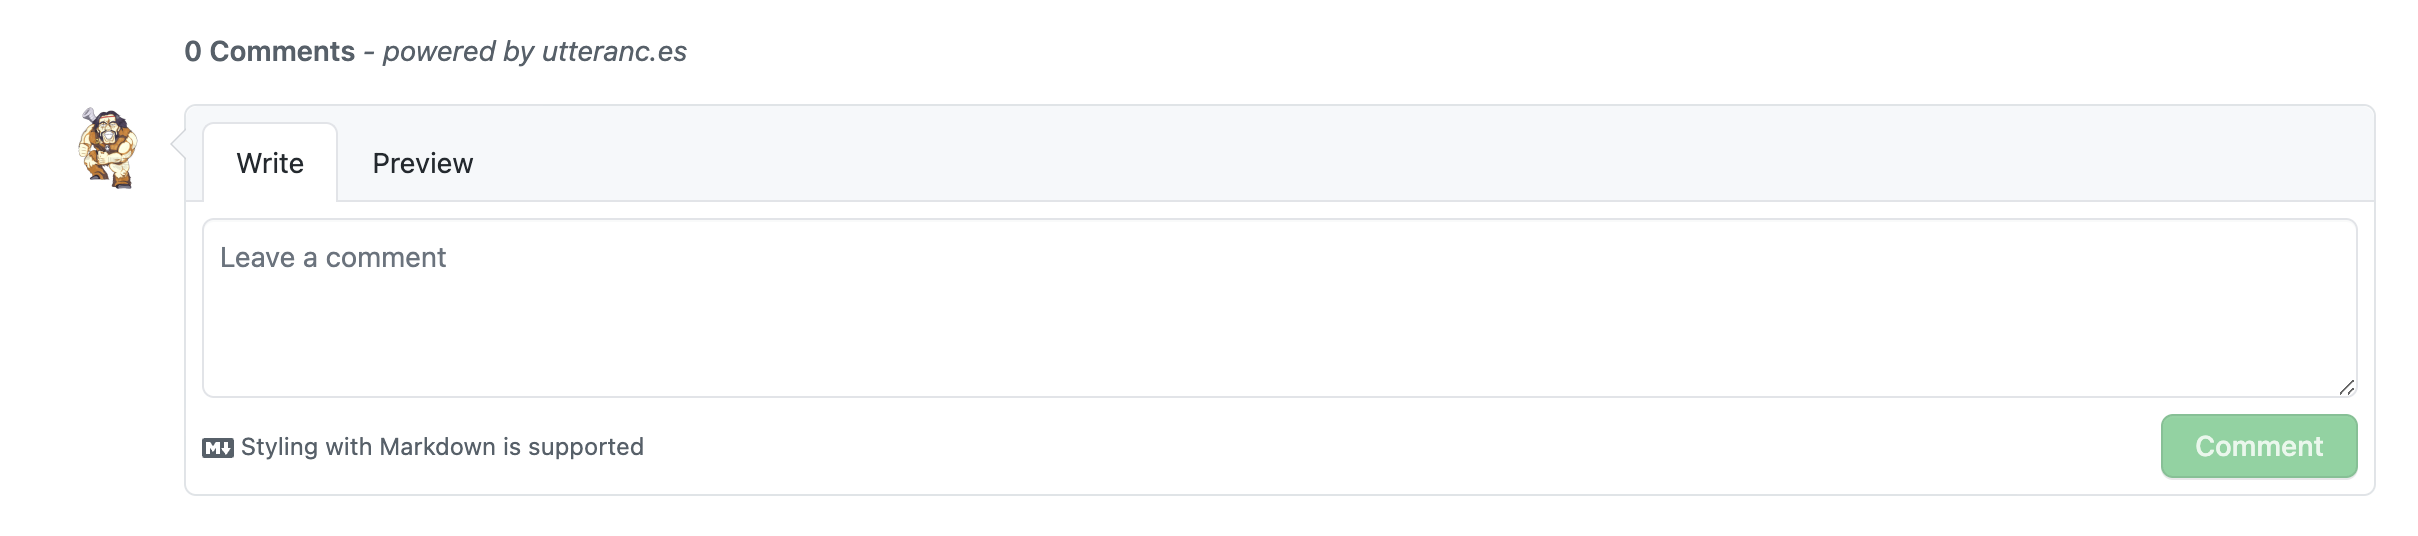 0 Comments - powered by utteranc.es
Write
Preview
Leave a comment
M Styling with Markdown is supported
Comment